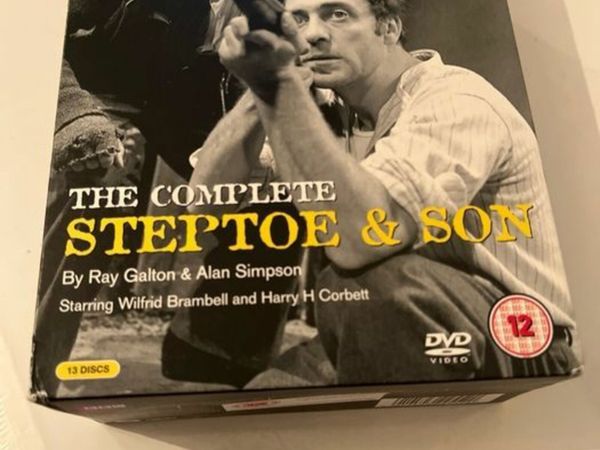 THE COMPLETE
STEPTOE & SON
By Ray Galton & Alan Simpson
Starring Wilfrid Brambell and Harry H Corbett
12
DVD
VIDEO
13 DISCS